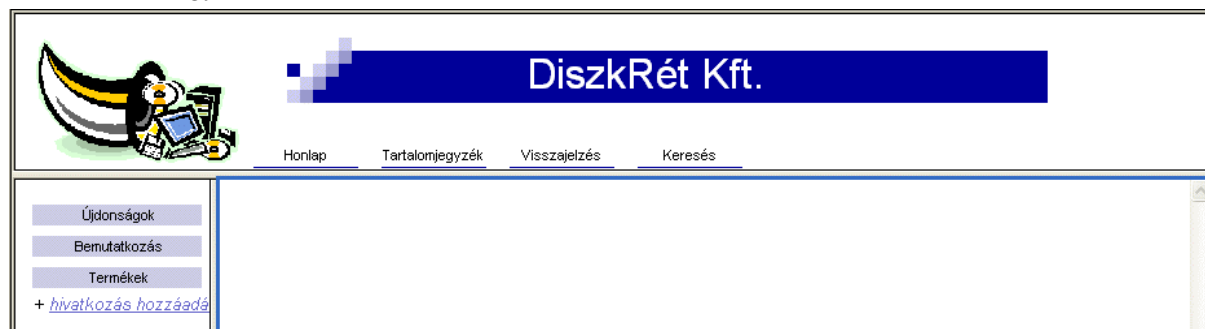 DiszkRét Kft.
Honlap Tartalomjegyzék Visszajelzés Keresés
Újdonságok
Bemutatkozás
Termékek
+ hivatkozás hozzáadá